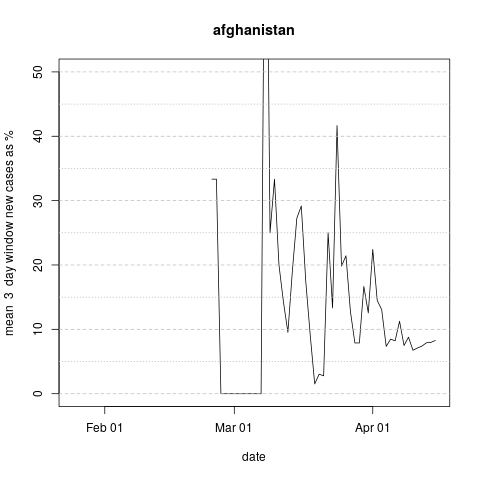 afghanistan
mean 3 day window new cases as %
50
40
30
20
10
0
Feb 01
Mar 01
Apr 01
date